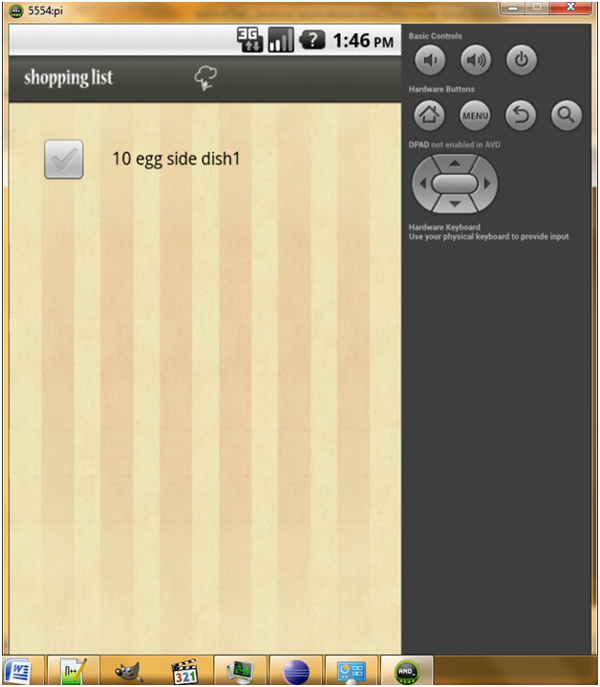 5554:pi
3G
?
1:46 PM
shopping list
10 egg side dish1
Basic Controls
Hardware Buttons
MENU
DPAD not enabled in AVD
Hardware Keyboard
Use your physical keyboard to provide input
W
n++
321
AND_